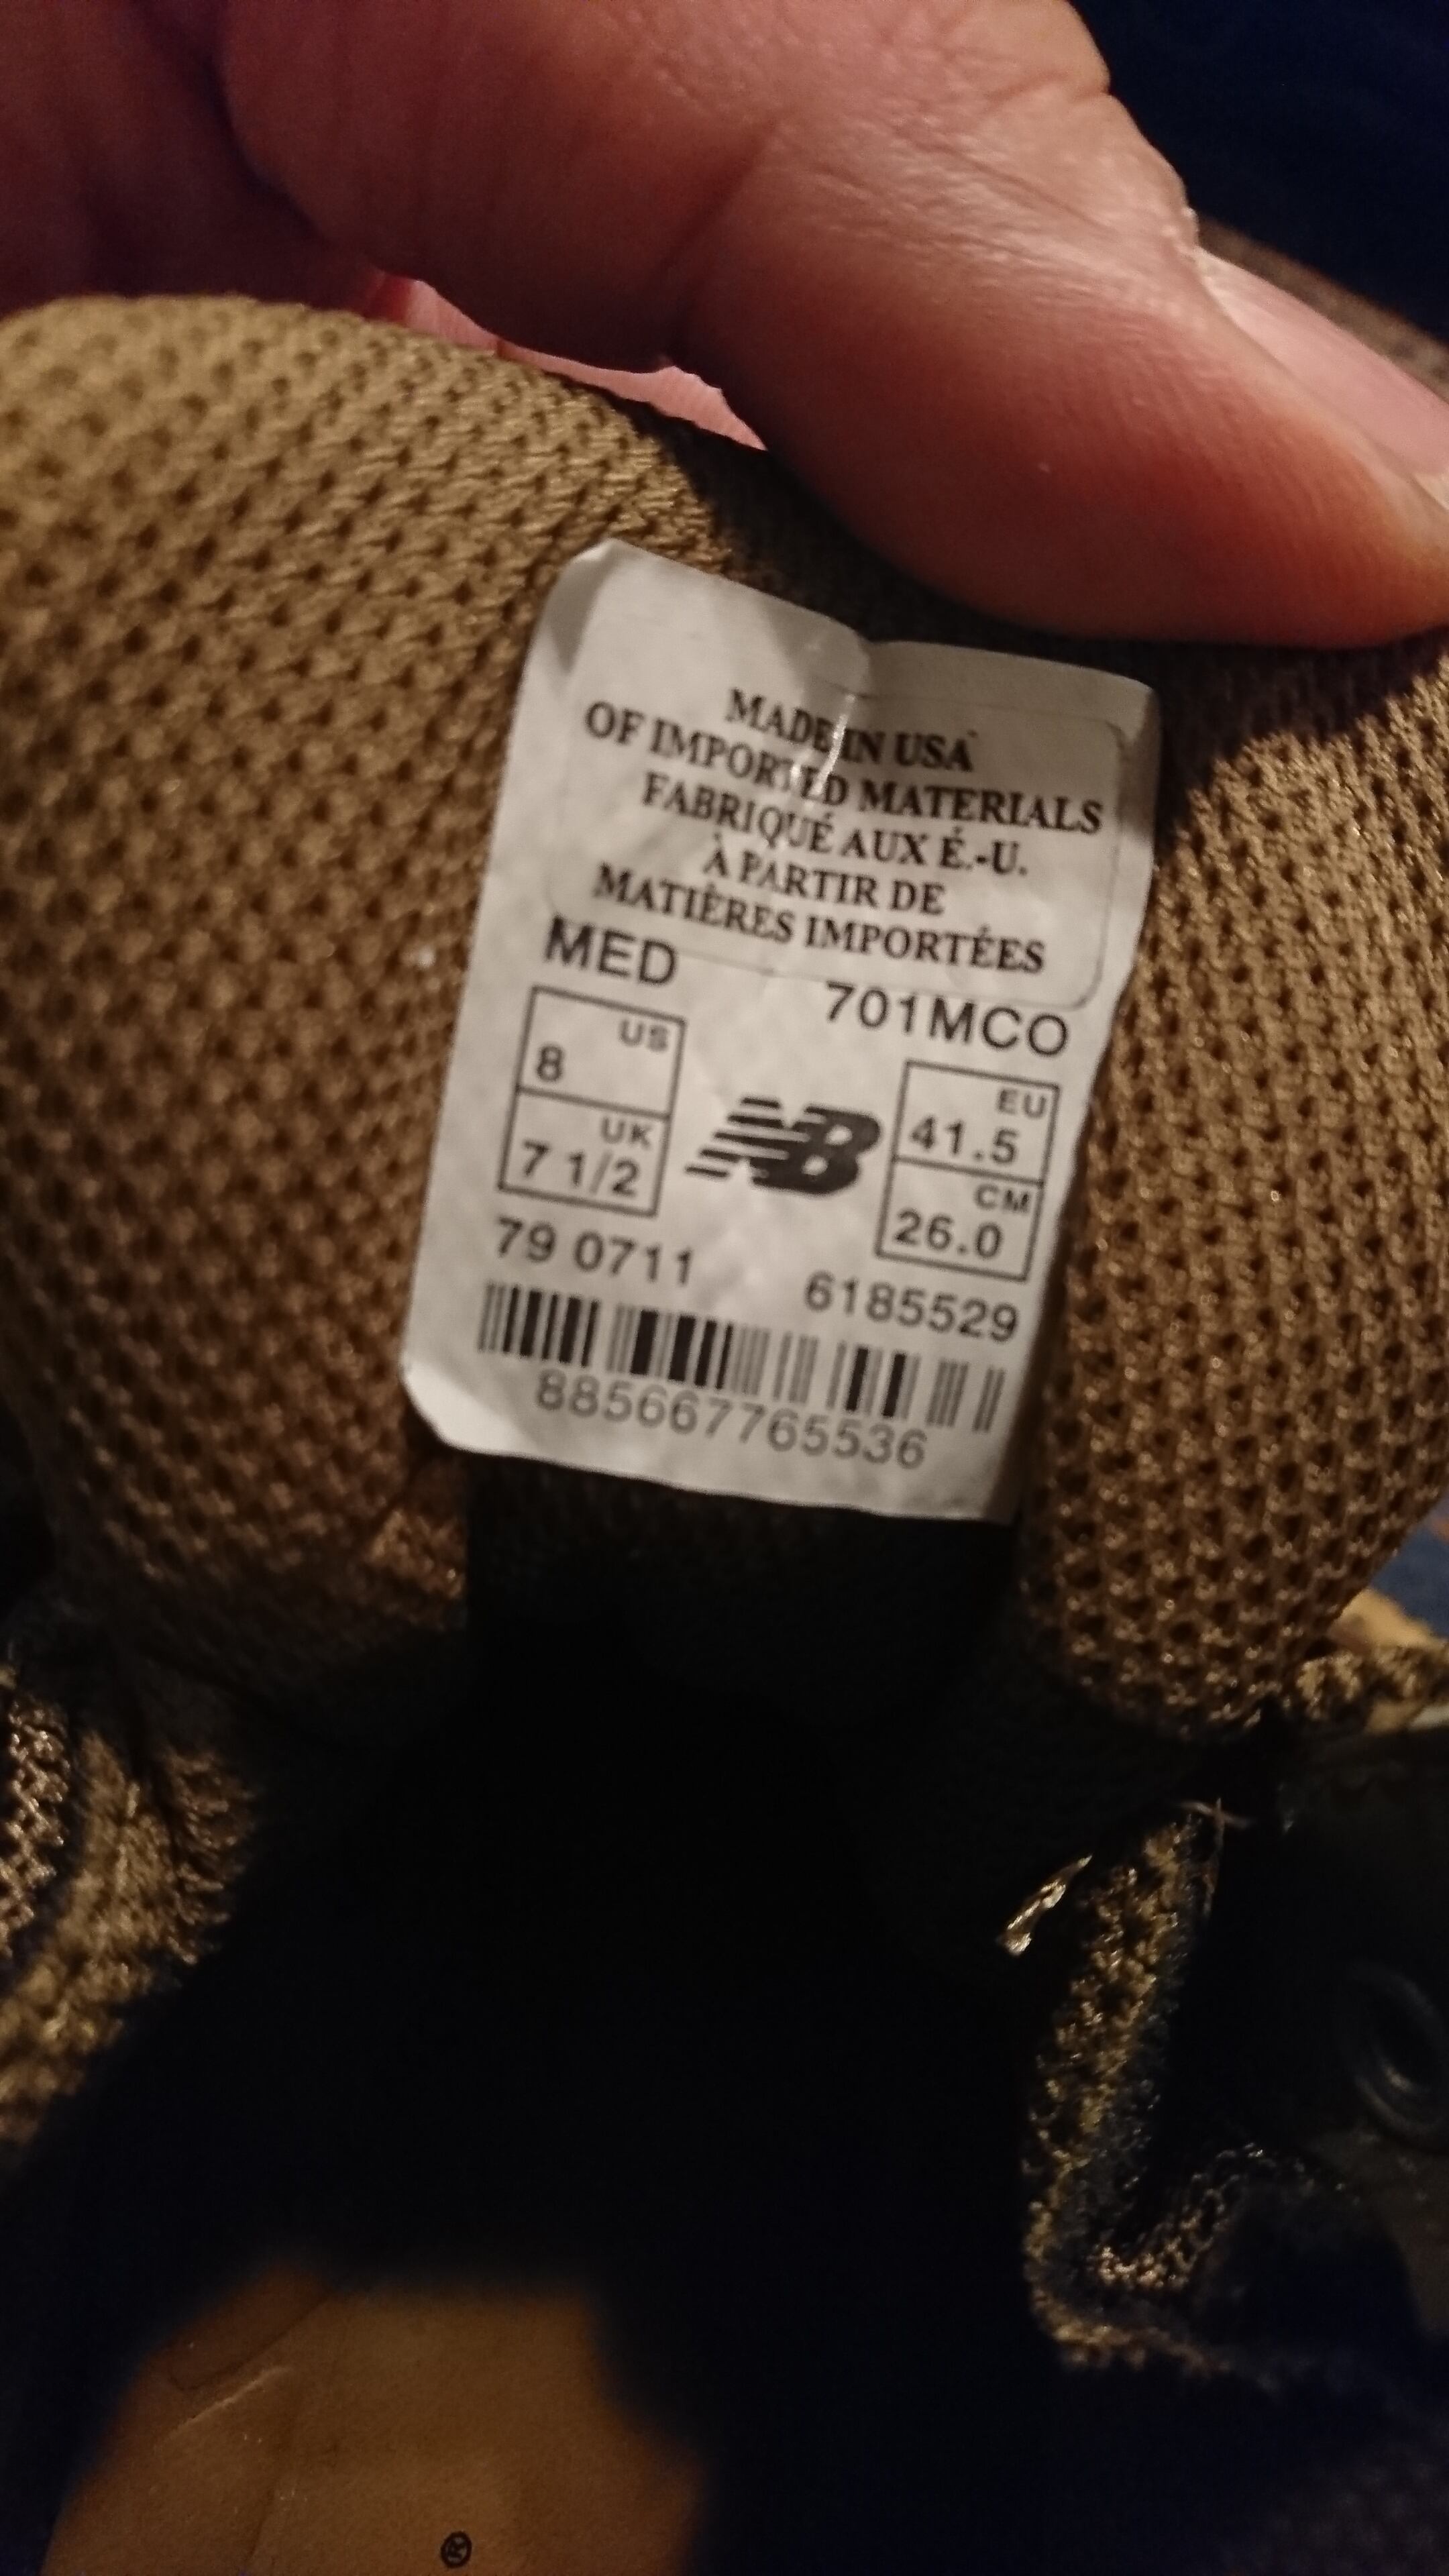 MADE IN USA
OF IMPORTED MATERIALS
FABRIQUÉ AUX É.-U.
À PARTIR DE
MATIÈRES IMPORTÉES
MED
701MCO
US
8
UK
7 1/2
NB
EU
41.5
CM
26.0
79 0711
6185529
885667765536
®